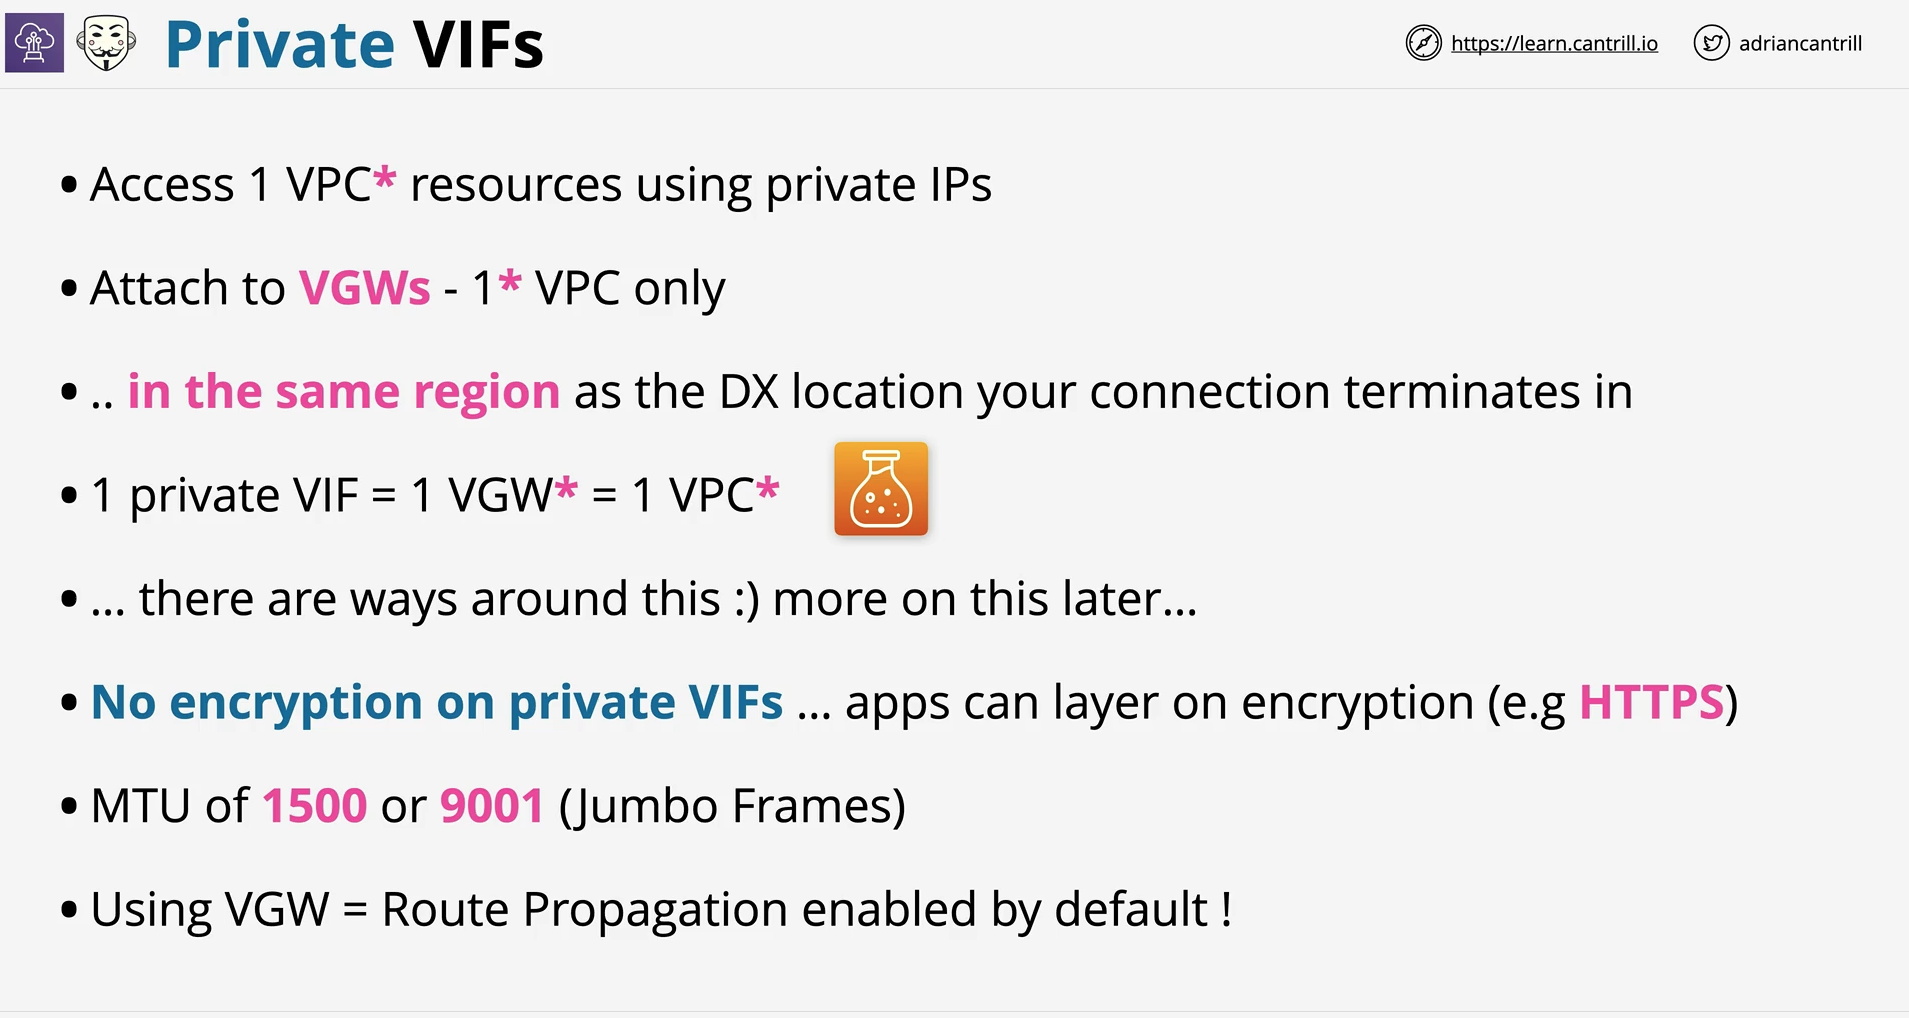 Private VIFs
https://learn.cantrill.io
adriancantrill
• Access 1 VPC* resources using private IPs
• Attach to VGWs - 1* VPC only
• .. in the same region as the DX location your connection terminates in
• 1 private VIF = 1 VGW* = 1 VPC*
• ... there are ways around this :) more on this later...
• No encryption on private VIFs ... apps can layer on encryption (e.g HTTPS)
• MTU of 1500 or 9001 (Jumbo Frames)
• Using VGW = Route Propagation enabled by default !